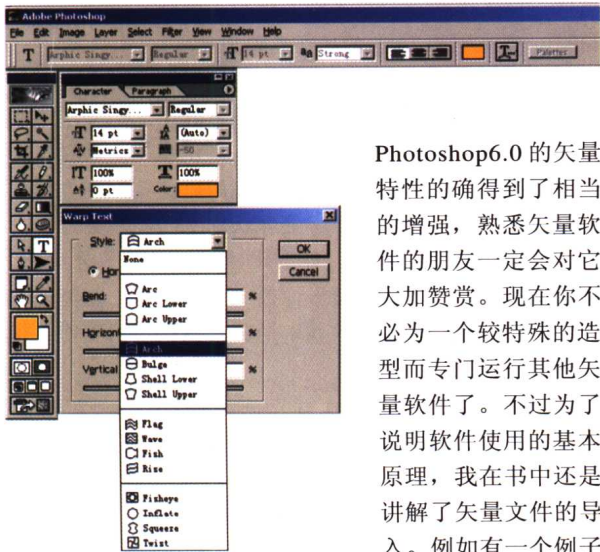 Adobe Photoshop
File Edit Image Layer Select Filter View Window Help
T Arphic Singy... Regular T 14 pt aa Strong Palettes
Character Paragraph
Arphic Singy... Regular
14 pt (Auto)
Metrics -50
T 100% T 100%
0 pt Color:
Warp Text
Style: Arch
OK
None
Cancel
Hor
Arc
Bend: %
Arc Lower
Arc Upper
Horizont %
Arch
Bulge
Vertical %
Shell Lower
Shell Upper
Flag
Wave
Fish
Rise
Fisheye
Inflate
Squeeze
Twist
Photoshop6.0 的矢量
特性的确得到了相当
的增强，熟悉矢量软
件的朋友一定会对它
大加赞赏。现在你不
必为一个较特殊的造
型而专门运行其他矢
量软件了。不过为了
说明软件使用的基本
原理，我在书中还是
讲解了矢量文件的导
入。例如有一个例子